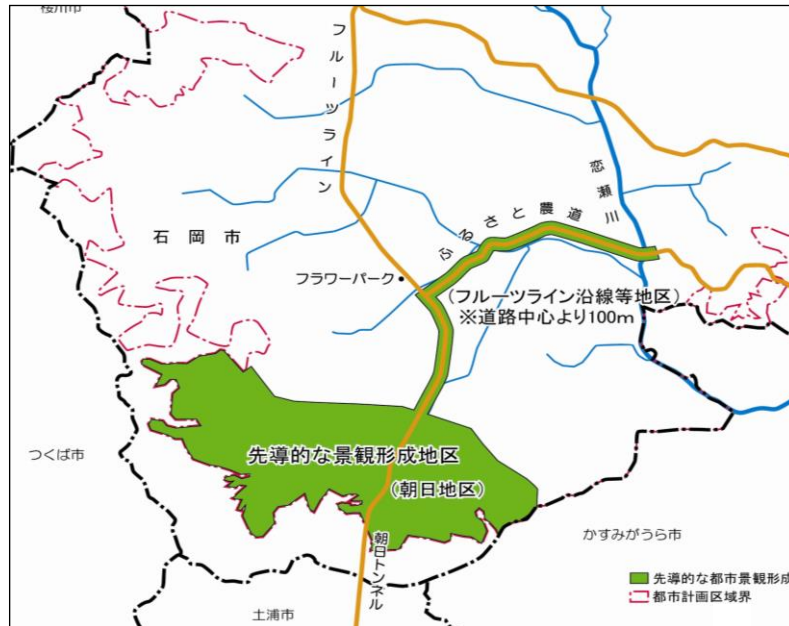 桜川市
フルーツライン
恋瀬川
ふるさと農道
石岡市
フラワーパーク
(フルーツライン沿線等地区)
※道路中心より100m
つくば市
先導的な景観形成地区
(朝日地区)
朝日トンネル
かすみがうら市
土浦市
先導的な都市景観形成
都市計画区域界